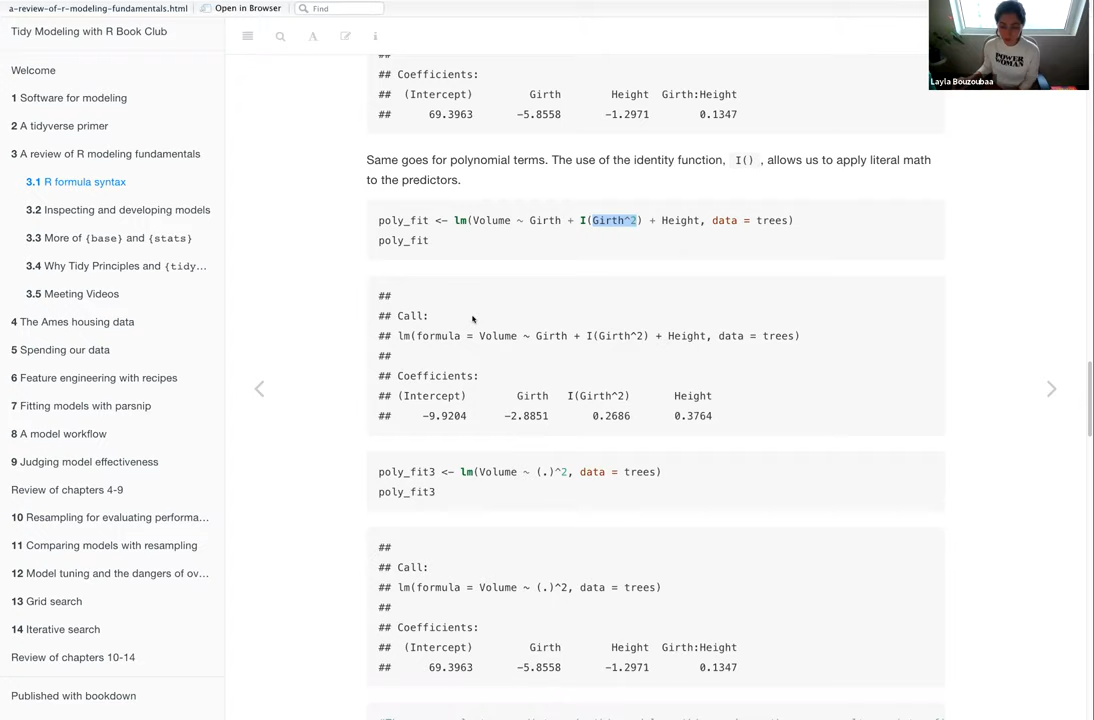 a-review-of-r-modeling-fundamentals.html
Open in Browser
Find
Tidy Modeling with R Book Club
Welcome
1 Software for modeling
2 A tidyverse primer
3 A review of R modeling fundamentals
3.1 R formula syntax
3.2 Inspecting and developing models
3.3 More of {base} and {stats}
3.4 Why Tidy Principles and {tidy...
3.5 Meeting Videos
4 The Ames housing data
5 Spending our data
6 Feature engineering with recipes
7 Fitting models with parsnip
8 A model workflow
9 Judging model effectiveness
Review of chapters 4-9
10 Resampling for evaluating performa...
11 Comparing models with resampling
12 Model tuning and the dangers of ov...
13 Grid search
14 Iterative search
Review of chapters 10-14
Published with bookdown
A
i
##
## Coefficients:
## (Intercept) Girth Height Girth:Height
## 69.3963 -5.8558 -1.2971 0.1347
Same goes for polynomial terms. The use of the identity function, I() , allows us to apply literal math
to the predictors.
poly_fit <- lm(Volume ~ Girth + I(Girth^2) + Height, data = trees)
poly_fit
##
## Call:
## lm(formula = Volume ~ Girth + I(Girth^2) + Height, data = trees)
##
## Coefficients:
## (Intercept) Girth I(Girth^2) Height
## -9.9204 -2.8851 0.2686 0.3764
poly_fit3 <- lm(Volume ~ (.)^2, data = trees)
poly_fit3
##
## Call:
## lm(formula = Volume ~ (.)^2, data = trees)
##
## Coefficients:
## (Intercept) Girth Height Girth:Height
## 69.3963 -5.8558 -1.2971 0.1347
POWER
WOMAN
Layla Bouzoubaa